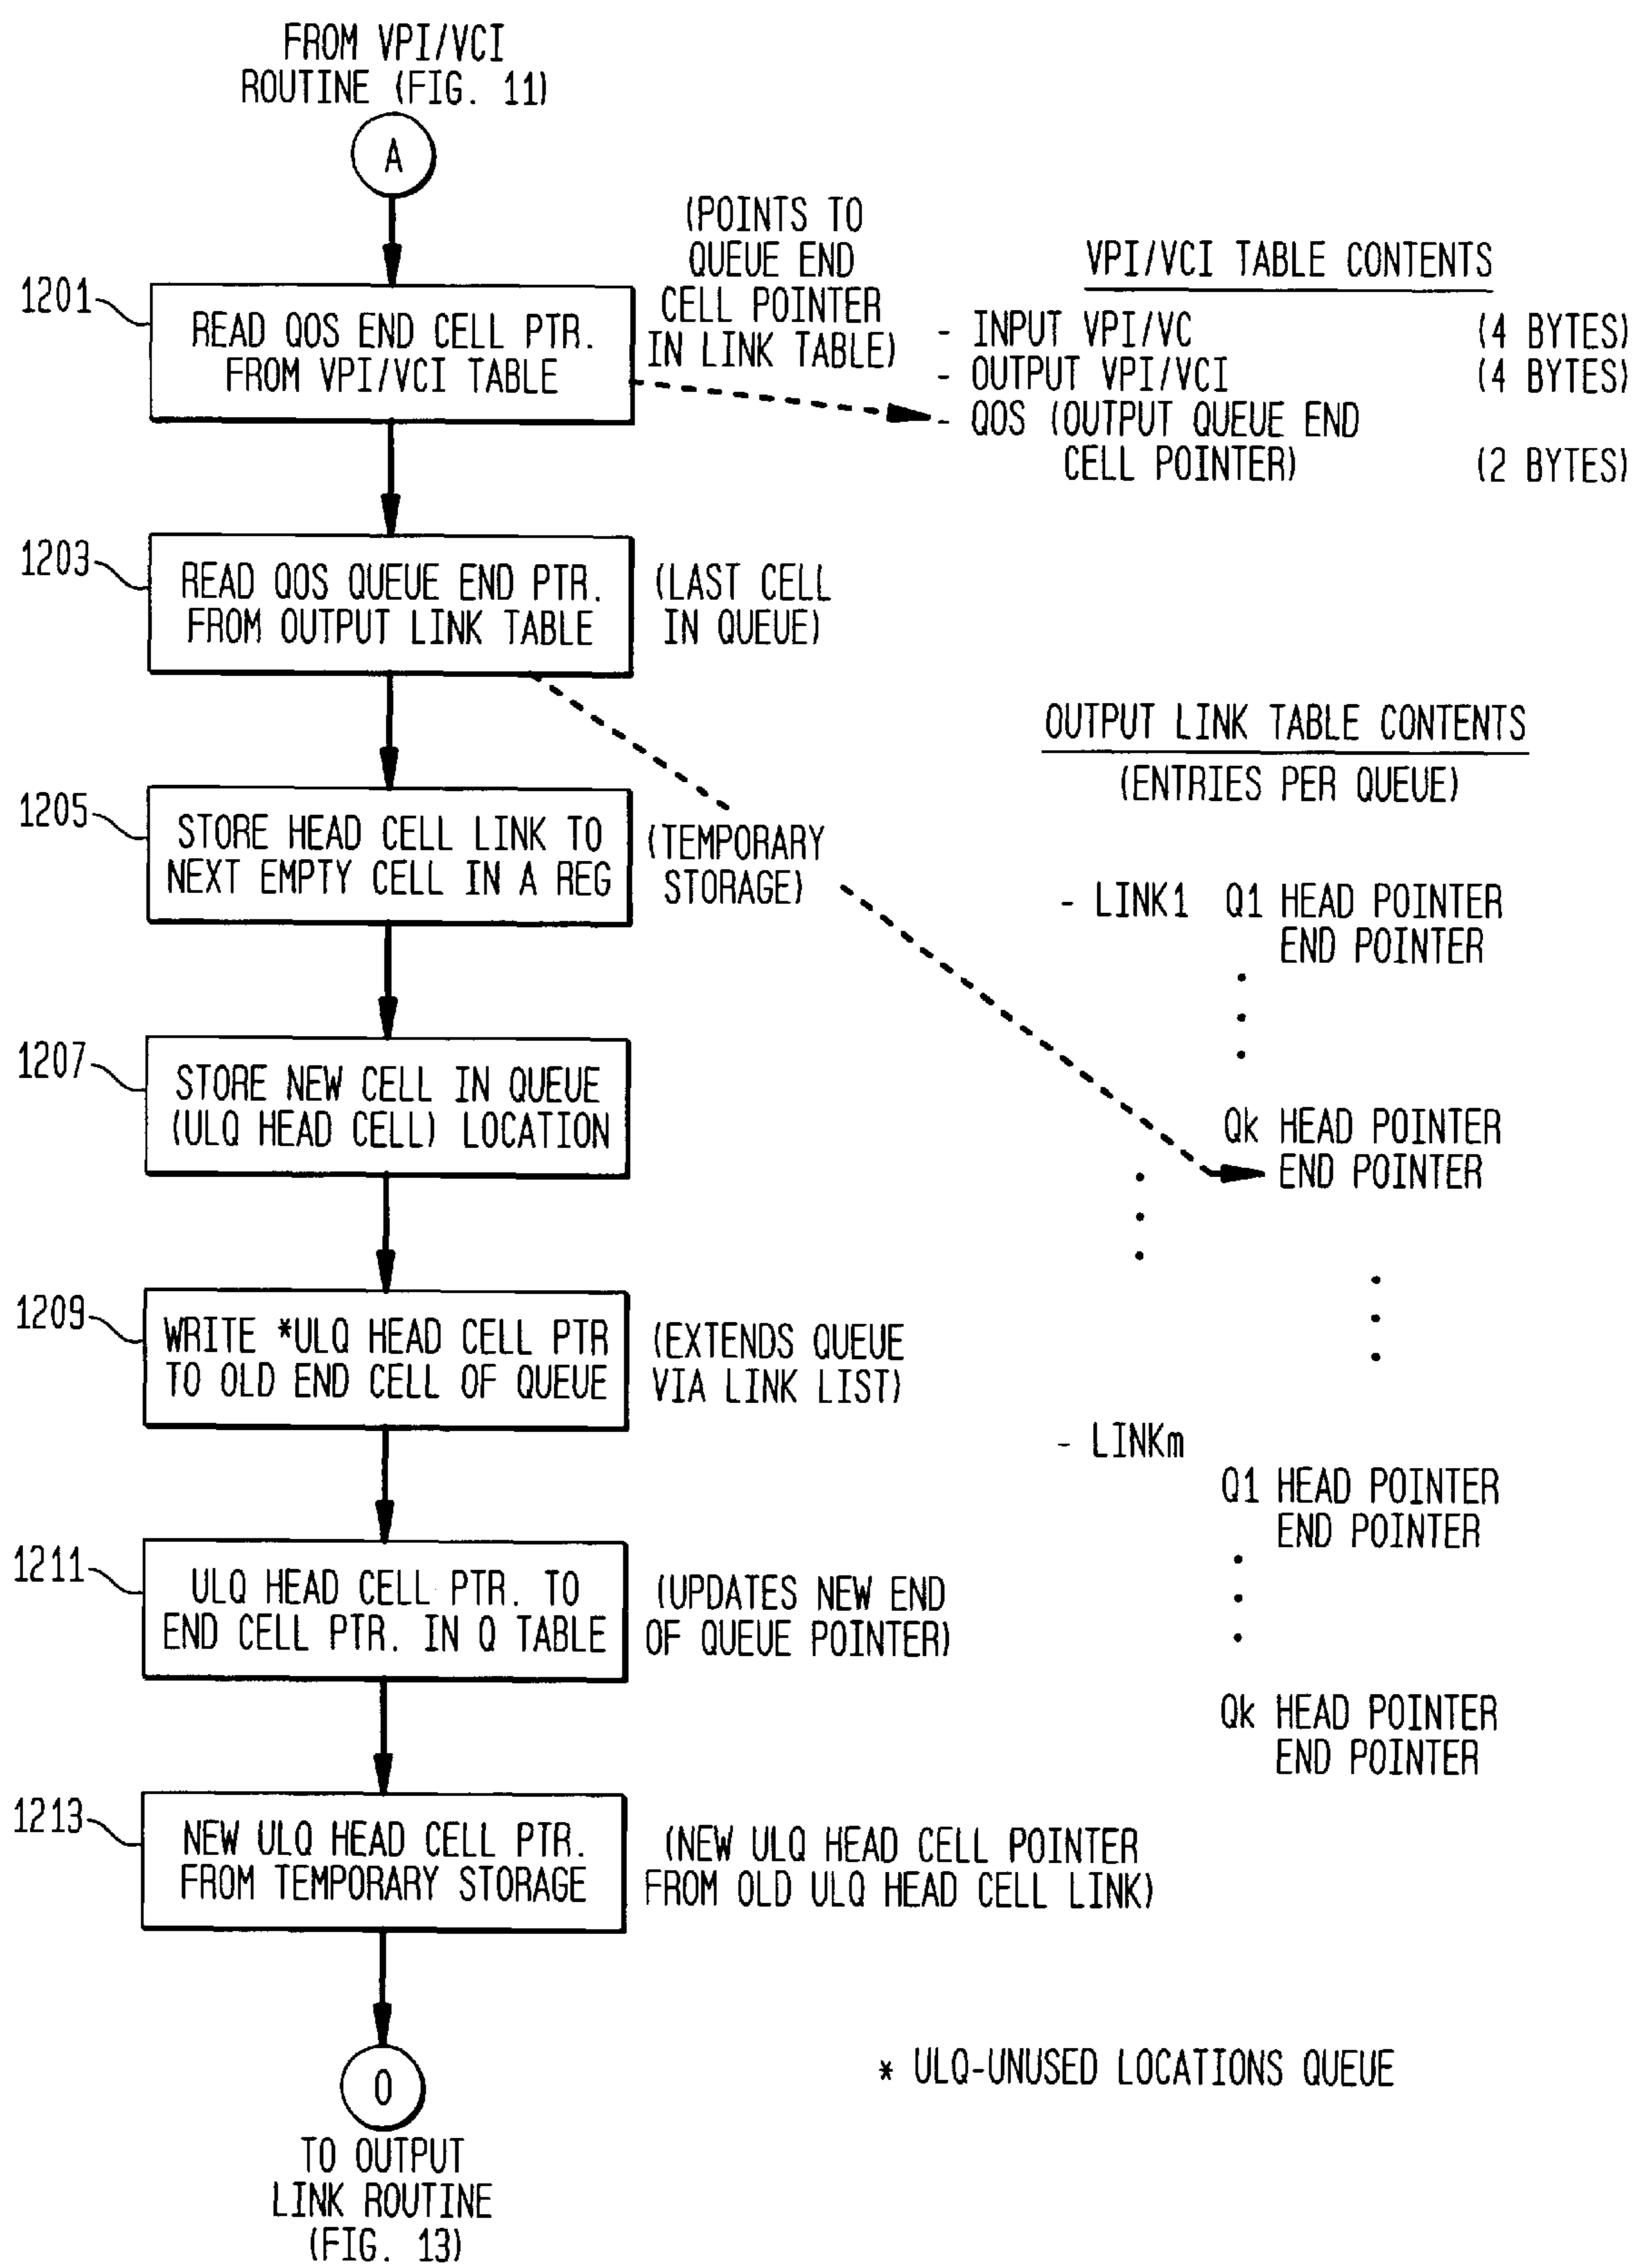 FROM VPI/VCI
ROUTINE (FIG. 11)
A
1201
READ QOS END CELL PTR.
FROM VPI/VCI TABLE
(POINTS TO
QUEUE END
CELL POINTER
IN LINK TABLE)
VPI/VCI TABLE CONTENTS
- INPUT VPI/VC (4 BYTES)
- OUTPUT VPI/VCI (4 BYTES)
- QOS (OUTPUT QUEUE END
CELL POINTER) (2 BYTES)
1203
READ QOS QUEUE END PTR.
FROM OUTPUT LINK TABLE
(LAST CELL
IN QUEUE)
1205
STORE HEAD CELL LINK TO
NEXT EMPTY CELL IN A REG
(TEMPORARY
STORAGE)
OUTPUT LINK TABLE CONTENTS
(ENTRIES PER QUEUE)
- LINK1 Q1 HEAD POINTER
END POINTER
Qk HEAD POINTER
END POINTER
- LINKm
Q1 HEAD POINTER
END POINTER
Qk HEAD POINTER
END POINTER
1207
STORE NEW CELL IN QUEUE
(ULQ HEAD CELL) LOCATION
1209
WRITE *ULQ HEAD CELL PTR
TO OLD END CELL OF QUEUE
(EXTENDS QUEUE
VIA LINK LIST)
1211
ULQ HEAD CELL PTR. TO
END CELL PTR. IN Q TABLE
(UPDATES NEW END
OF QUEUE POINTER)
1213
NEW ULQ HEAD CELL PTR.
FROM TEMPORARY STORAGE
(NEW ULQ HEAD CELL POINTER
FROM OLD ULQ HEAD CELL LINK)
O
TO OUTPUT
LINK ROUTINE
(FIG. 13)
* ULQ-UNUSED LOCATIONS QUEUE